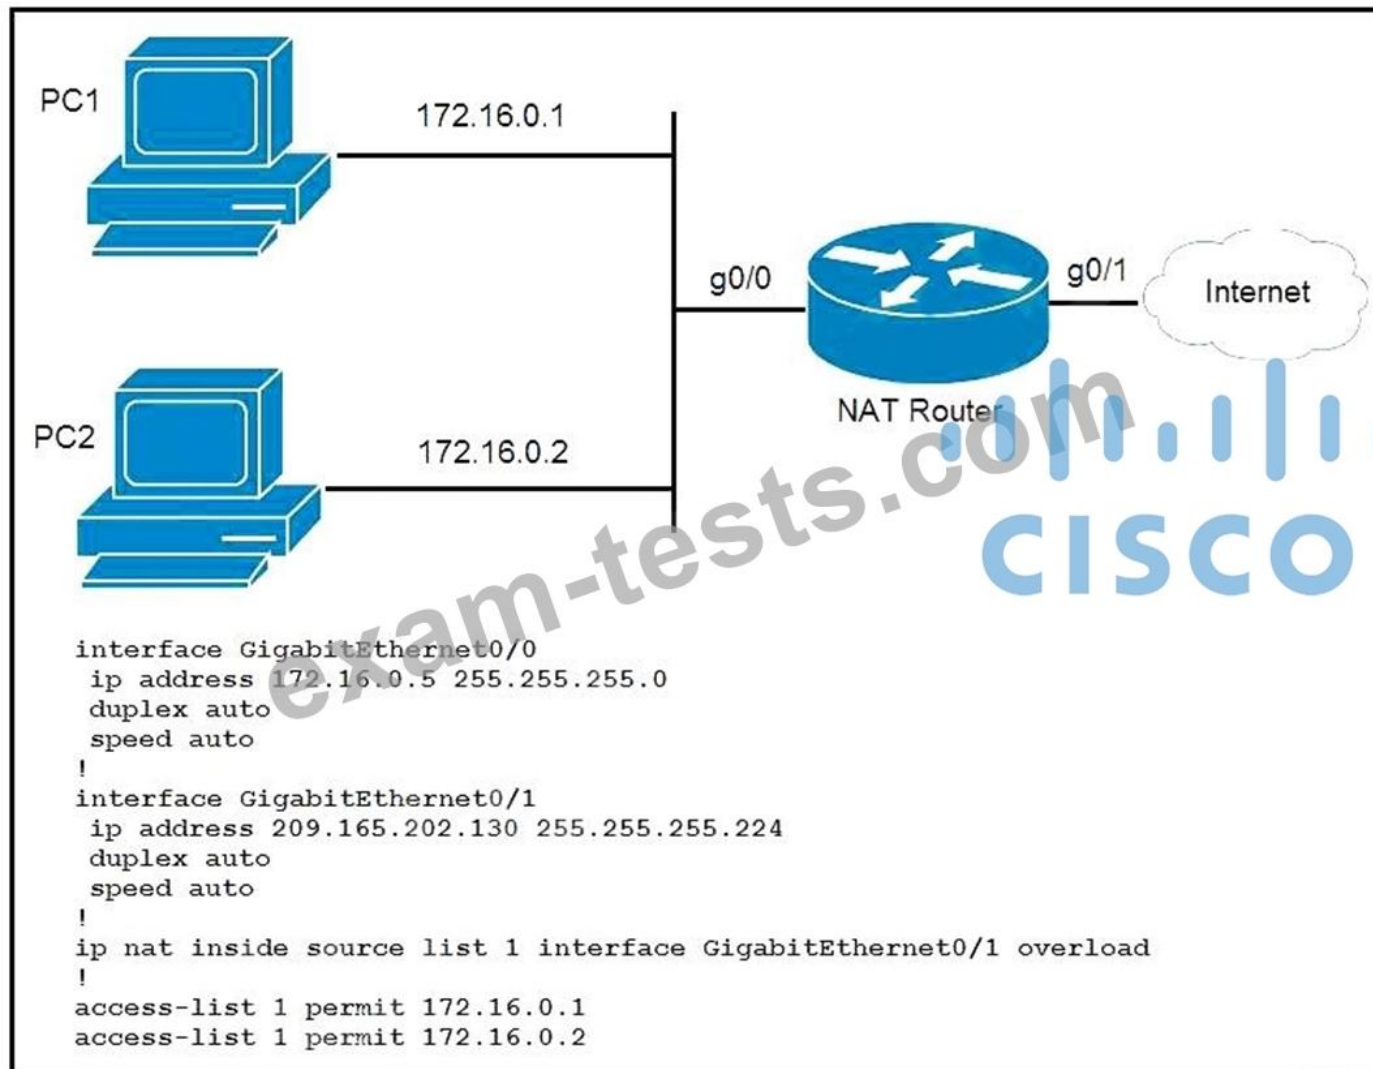 PC1
172.16.0.1
g0/0
g0/1
Internet
NAT Router
PC2
172.16.0.2
CISCO
exam-tests.com
interface GigabitEthernet0/0
ip address 172.16.0.5 255.255.255.0
duplex auto
speed auto
!
interface GigabitEthernet0/1
ip address 209.165.202.130 255.255.255.224
duplex auto
speed auto
!
ip nat inside source list 1 interface GigabitEthernet0/1 overload
!
access-list 1 permit 172.16.0.1
access-list 1 permit 172.16.0.2